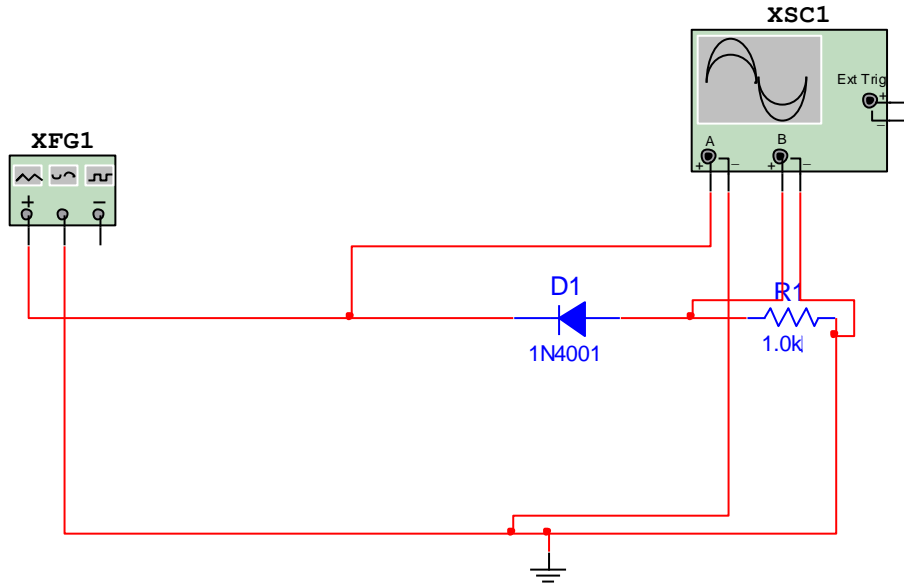 XSC1
Ext Trig
+
−
A
B
+ − + −
XFG1
+ −
D1
R1
1N4001
1.0k